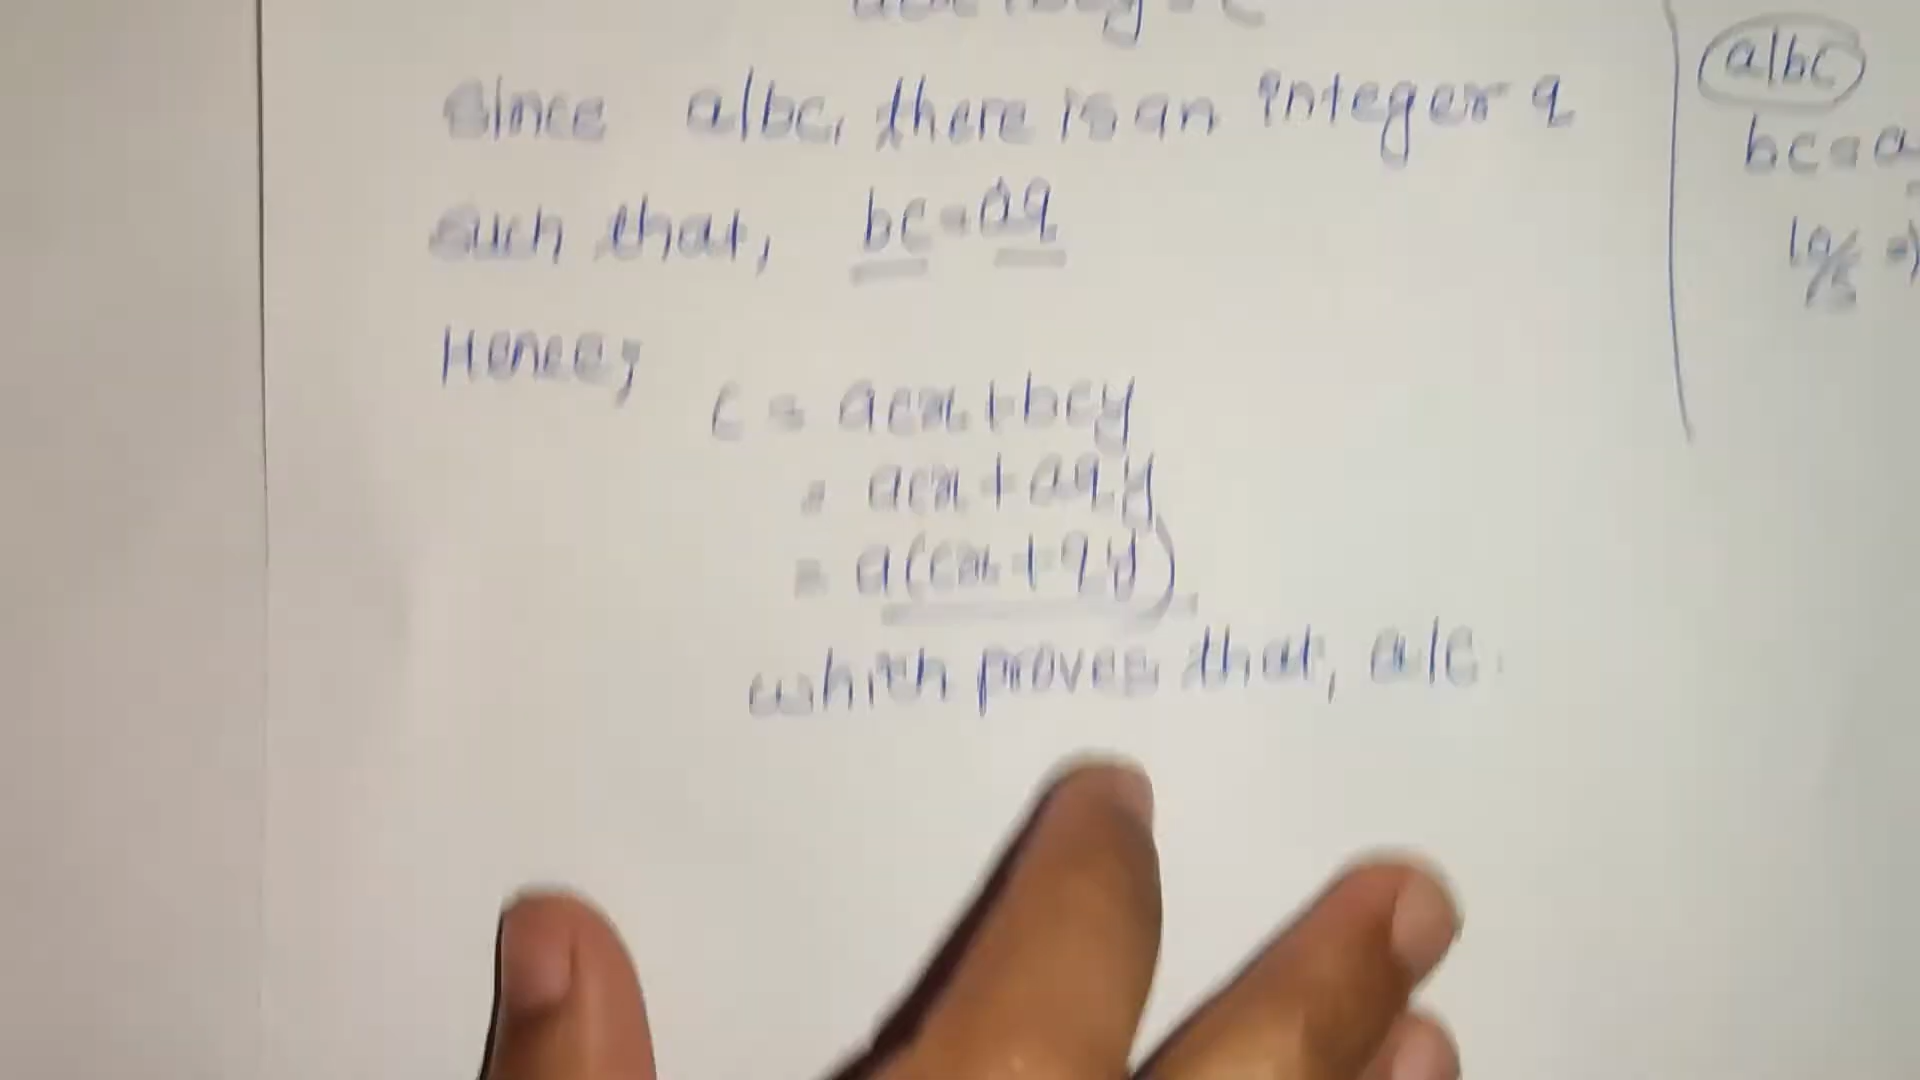 since a/bc, there is an integer q
such that, bc=aq
Hence,
c = acx+bcy
= acx+aqy
= a(cx+qy).
which proves that, a/c.
a/bc
bc=a